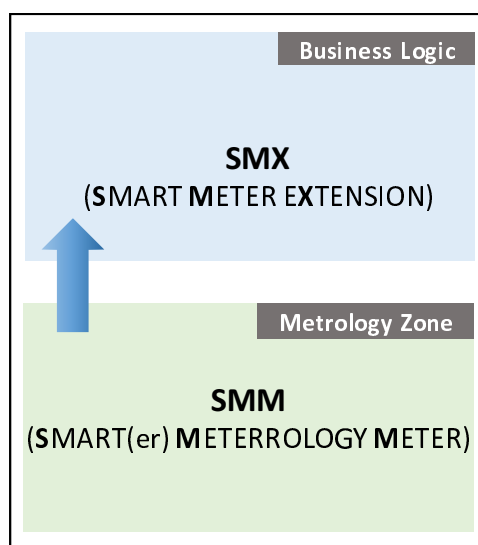 Business Logic
SMX
(SMART METER EXTENSION)
Metrology Zone
SMM
(SMART(er) METERROLOGY METER)